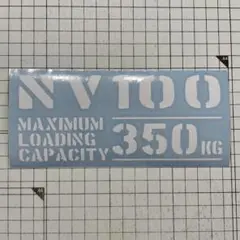 NV100
MAXIMUM
LOADING
CAPACITY
350KG